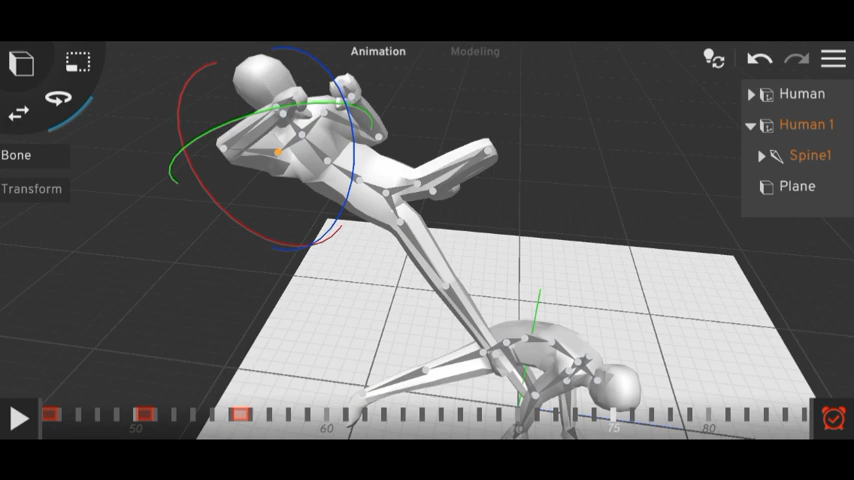 Animation
Modeling
Human
Human 1
Spine1
Plane
Bone
Transform
50
60
75
80